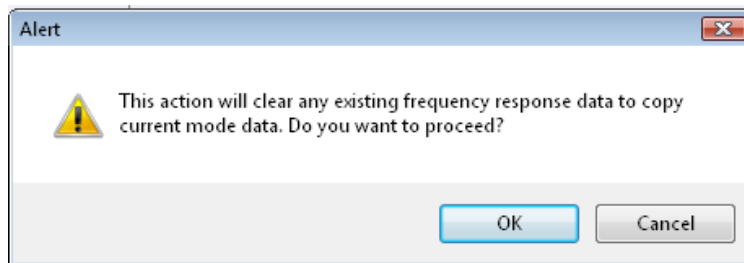 Alert
This action will clear any existing frequency response data to copy
current mode data. Do you want to proceed?
OK
Cancel